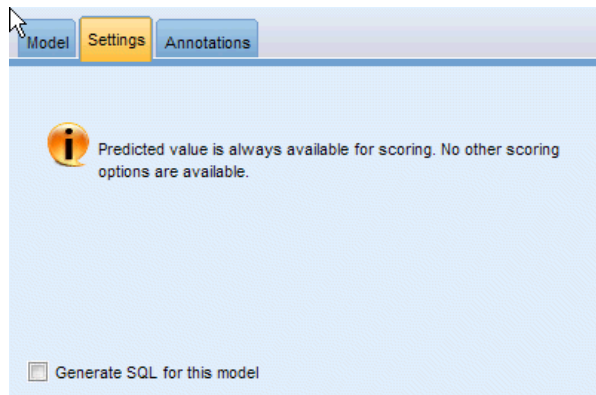 Model Settings Annotations
Predicted value is always available for scoring. No other scoring
options are available.
Generate SQL for this model